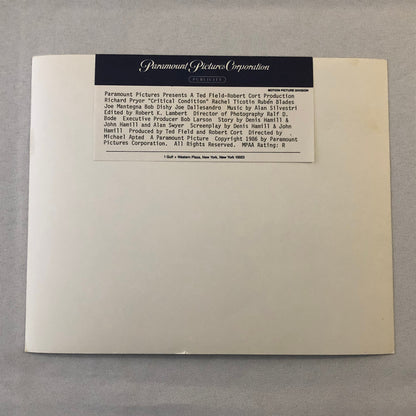 Paramount Pictures Corporation
PUBLICITY
MOTION PICTURE DIVISION
Paramount Pictures Presents A Ted Field-Robert Cort Production
Richard Pryor "Critical Condition" Rachel Ticotin Rubén Blades
Joe Mantegna Bob Dishy Joe Dallesandro Music by Alan Silvestri
Edited by Robert K. Lambert Director of Photography Ralf D.
Bode Executive Producer Bob Larson Story by Denis Hamill &
John Hamill and Alan Swyer Screenplay by Denis Hamill & John
Hamill Produced by Ted Field and Robert Cort Directed by
Michael Apted A Paramount Picture Copyright 1986 by Paramount
Pictures Corporation. All Rights Reserved. MPAA Rating: R
1 Gulf + Western Plaza, New York, New York 10023